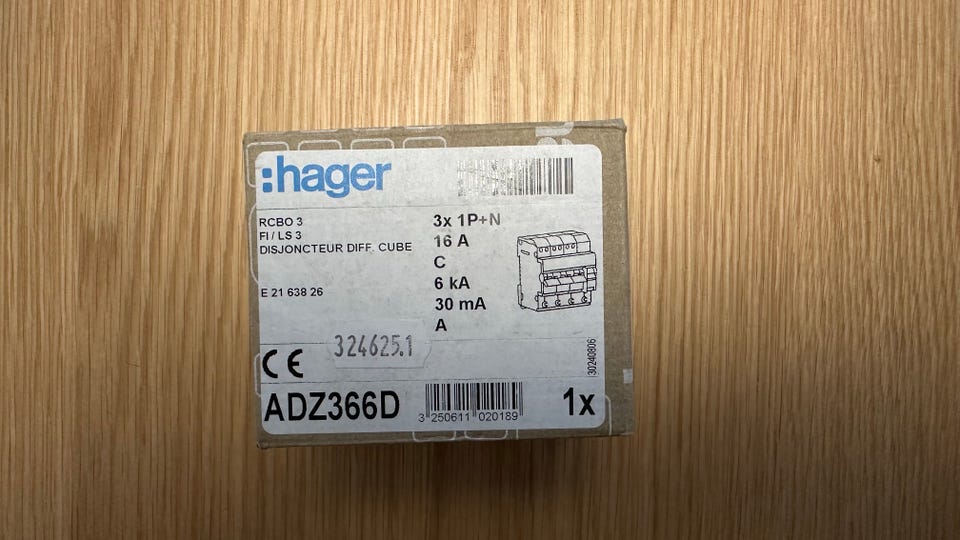 :hager
RCBO 3
FI / LS 3
DISJONCTEUR DIFF. CUBE
E 21 638 26
3x 1P+N
16 A
C
6 kA
30 mA
A
324625.1
30240806
CE
ADZ366D
3 250611 020189
1x